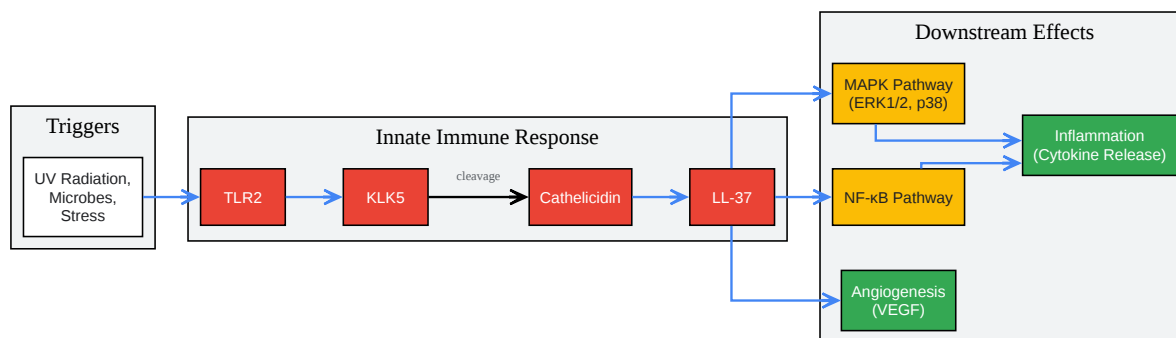 Triggers
UV Radiation,
Microbes,
Stress
Innate Immune Response
TLR2
KLK5
cleavage
Cathelicidin
LL-37
Downstream Effects
MAPK Pathway
(ERK1/2, p38)
NF-κB Pathway
Inflammation
(Cytokine Release)
Angiogenesis
(VEGF)